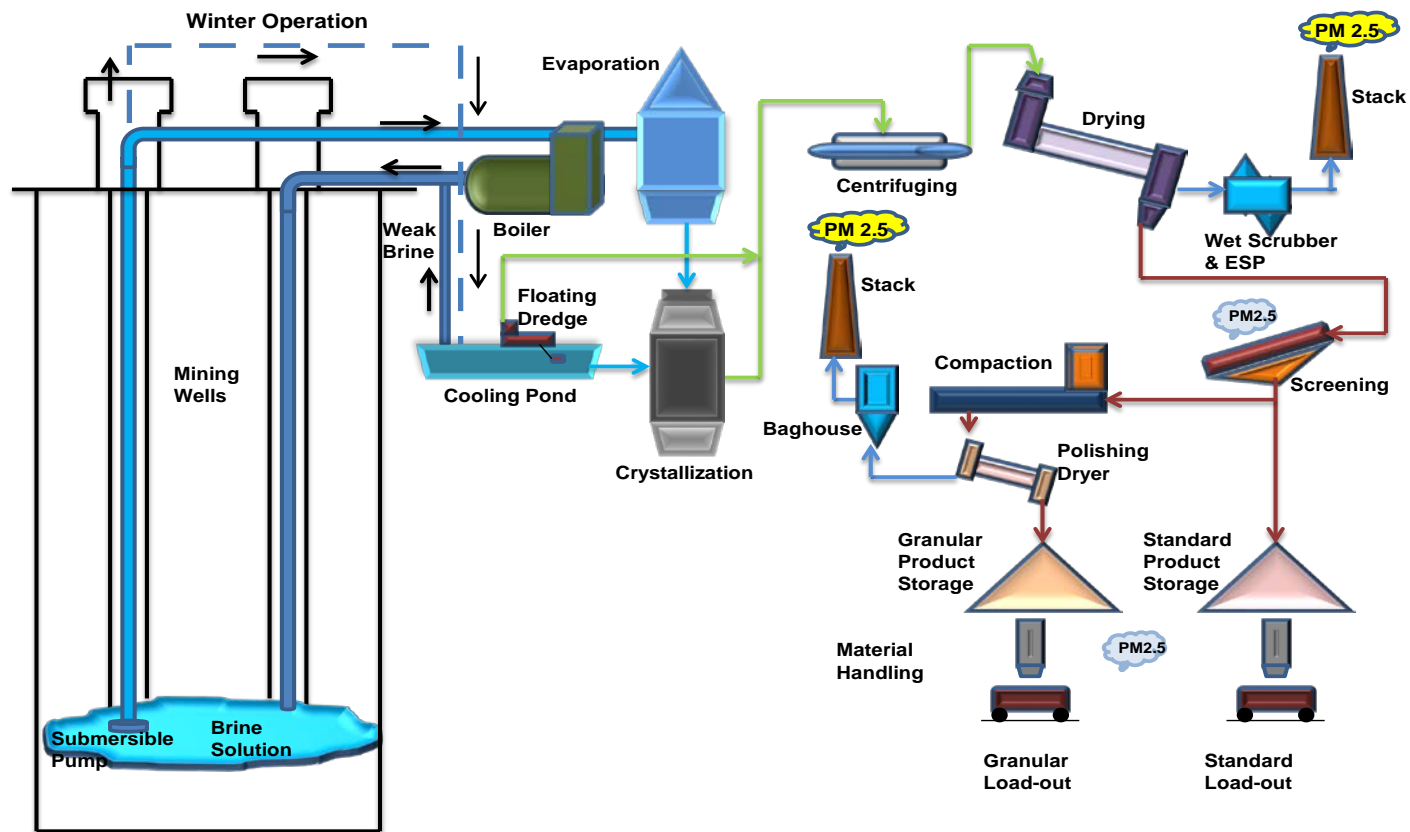 Winter Operation
PM 2.5
Evaporation
Stack
Drying
Centrifuging
Weak
Brine
Boiler
PM 2.5
Wet Scrubber
& ESP
Stack
Floating
Dredge
PM2.5
Mining
Wells
Compaction
Screening
Cooling Pond
Baghouse
Crystallization
Polishing
Dryer
Granular
Product
Storage
Standard
Product
Storage
Material
Handling
PM2.5
Submersible
Pump
Brine
Solution
Granular
Load-out
Standard
Load-out